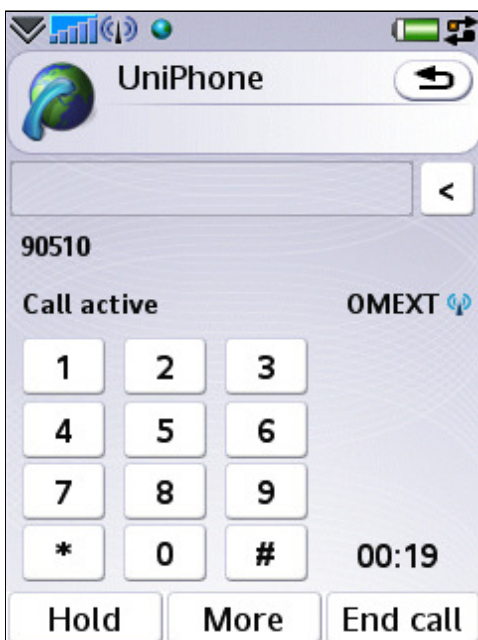 UniPhone
<
90510
Call active OMEXT
1 2 3
4 5 6
7 8 9
* 0 # 00:19
Hold More End call